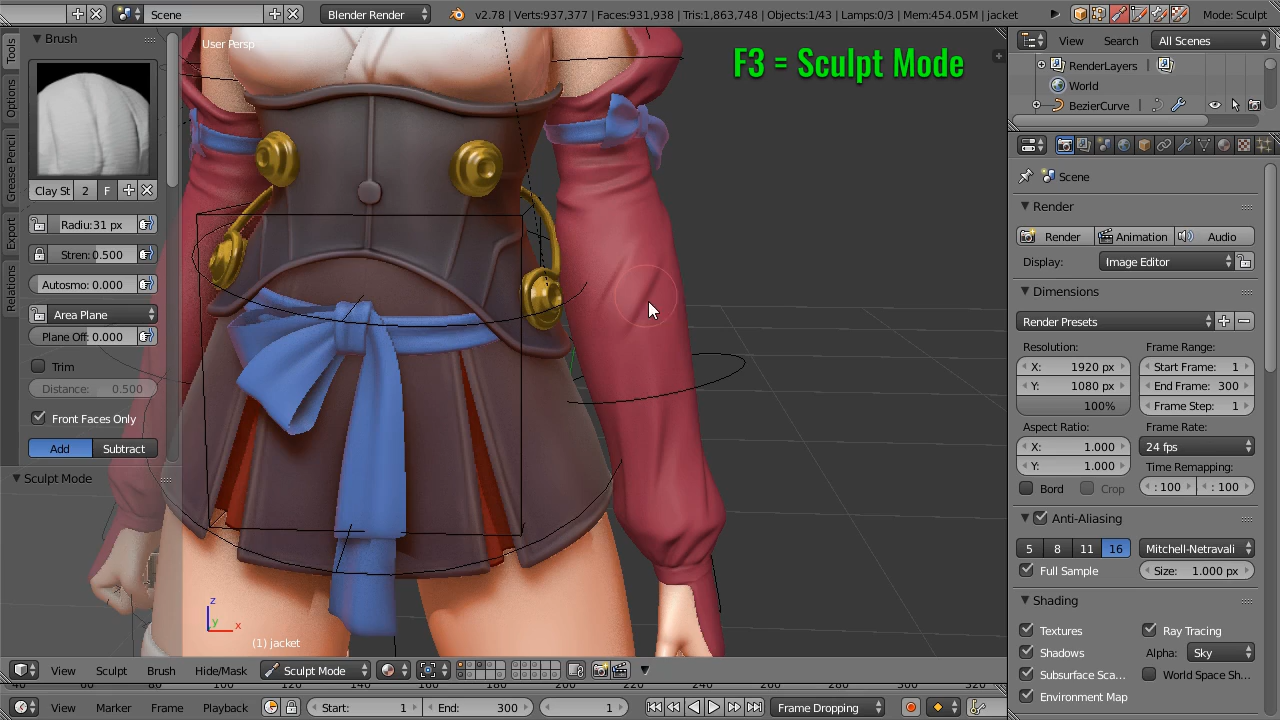 Scene
Blender Render
v2.78 | Verts:937,377 | Faces:931,938 | Tris:1,863,748 | Objects:1/43 | Lamps:0/3 | Mem:454.05M | jacket
Mode: Sculpt
Tools
Options
Grease Pencil
Export
Relations
Brush
Clay St
2
F
Radiu:31 px
Stren:0.500
Autosmo: 0.000
Area Plane
Plane Off: 0.000
Trim
Distance: 0.500
Front Faces Only
Add
Subtract
Sculpt Mode
User Persp
F3 = Sculpt Mode
z
y
x
(1) jacket
View
Search
All Scenes
RenderLayers
World
BezierCurve
Scene
Render
Render
Animation
Audio
Display:
Image Editor
Dimensions
Render Presets
Resolution:
Frame Range:
X: 1920 px
Start Frame: 1
Y: 1080 px
End Frame: 300
100%
Frame Step: 1
Aspect Ratio:
Frame Rate:
X: 1.000
24 fps
Y: 1.000
Time Remapping:
Bord
Crop
: 100
: 100
Anti-Aliasing
5
8
11
16
Mitchell-Netravali
Full Sample
Size: 1.000 px
Shading
Textures
Ray Tracing
Shadows
Alpha:
Sky
Subsurface Sca...
World Space Sh...
Environment Map
View
Sculpt
Brush
Hide/Mask
Sculpt Mode
View
Marker
Frame
Playback
Start: 1
End: 300
1
Frame Dropping